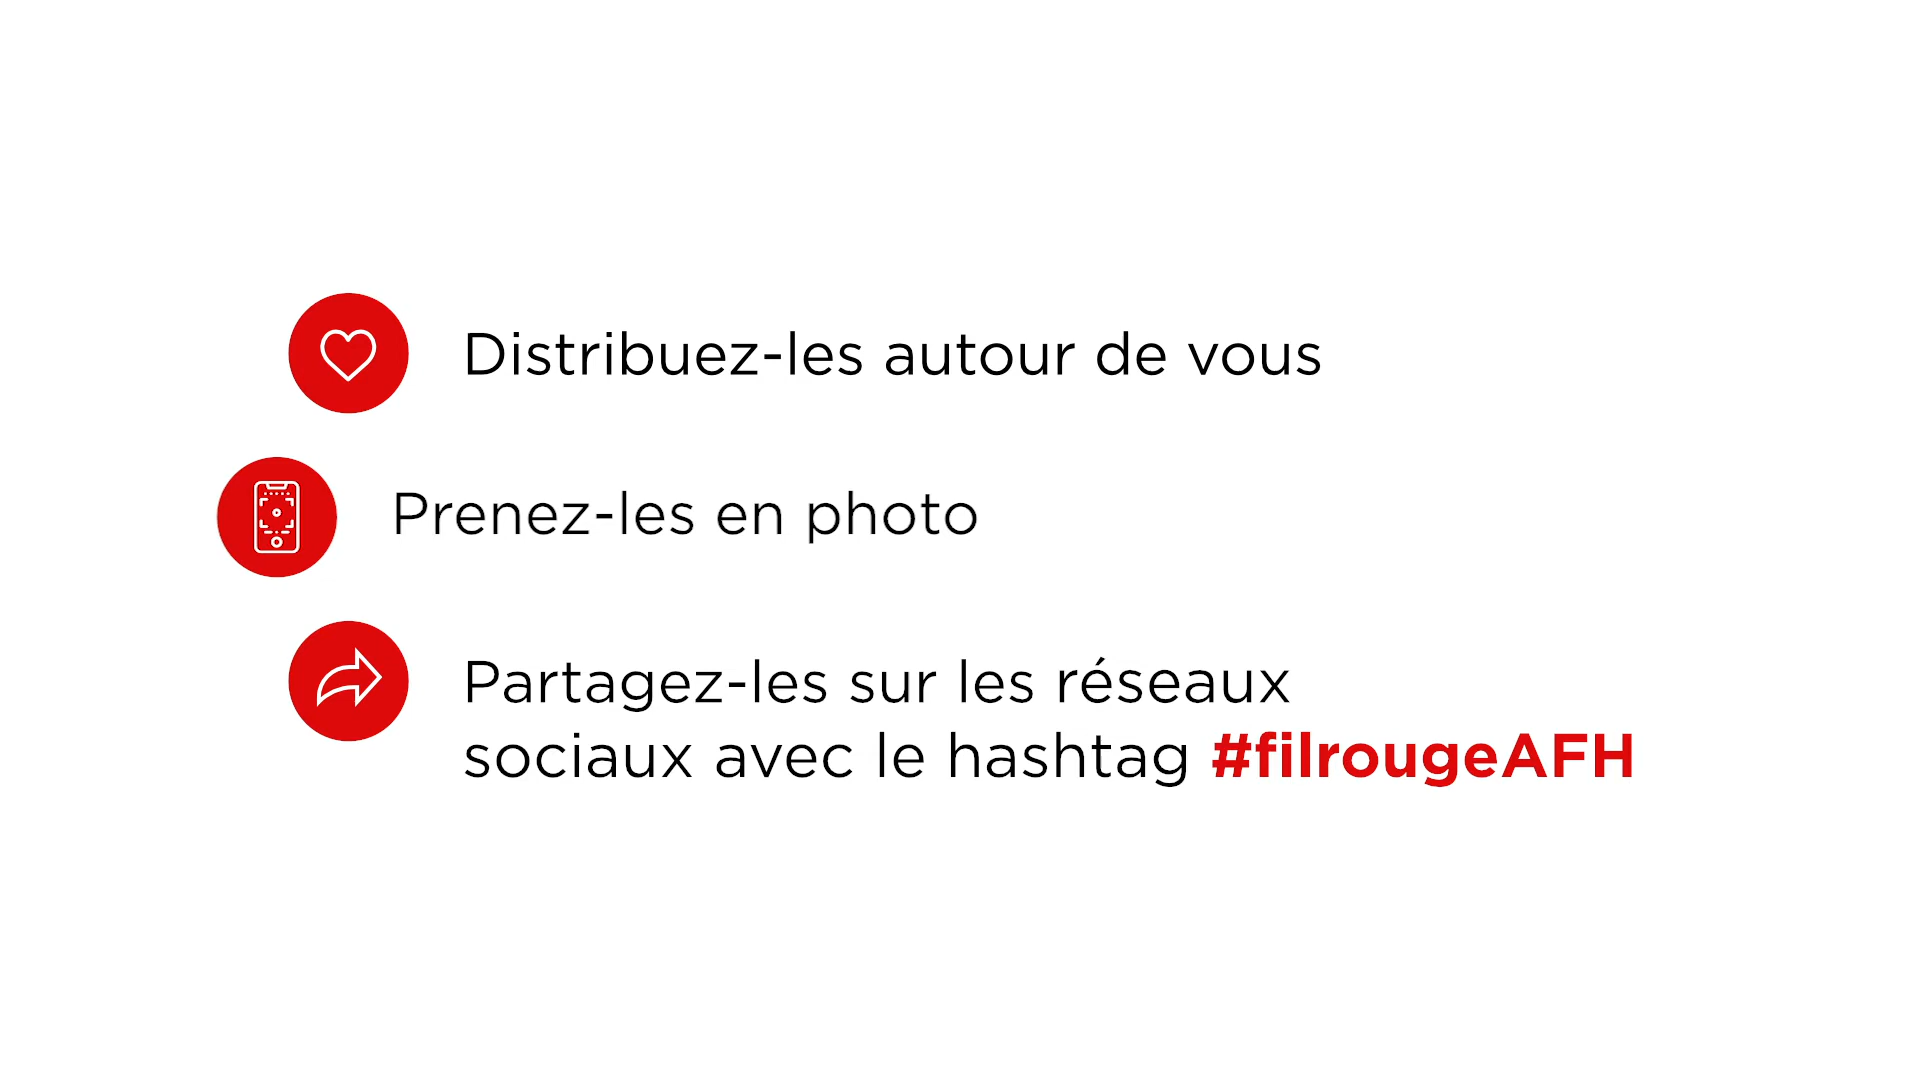 Distribuez-les autour de vous
Prenez-les en photo
Partagez-les sur les réseaux
sociaux avec le hashtag #filrougeAFH